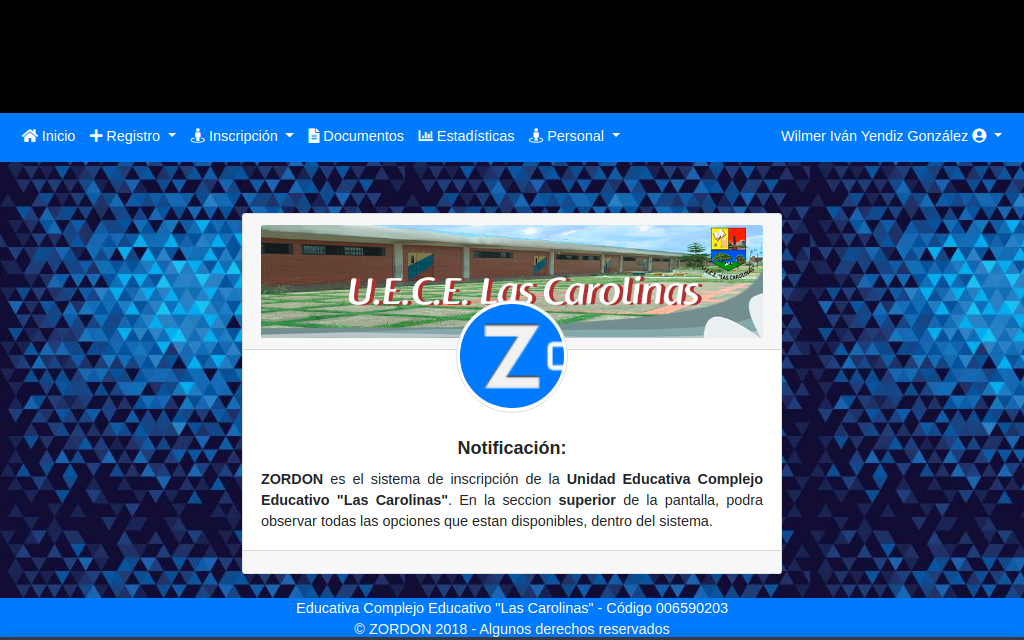 Inicio Registro Inscripción Documentos Estadísticas Personal Wilmer Iván Yendiz González
U.E.C.E. Las Carolinas
Z
Notificación:
ZORDON es el sistema de inscripción de la Unidad Educativa Complejo
Educativo "Las Carolinas". En la seccion superior de la pantalla, podra
observar todas las opciones que estan disponibles, dentro del sistema.
Educativa Complejo Educativo "Las Carolinas" - Código 006590203
© ZORDON 2018 - Algunos derechos reservados